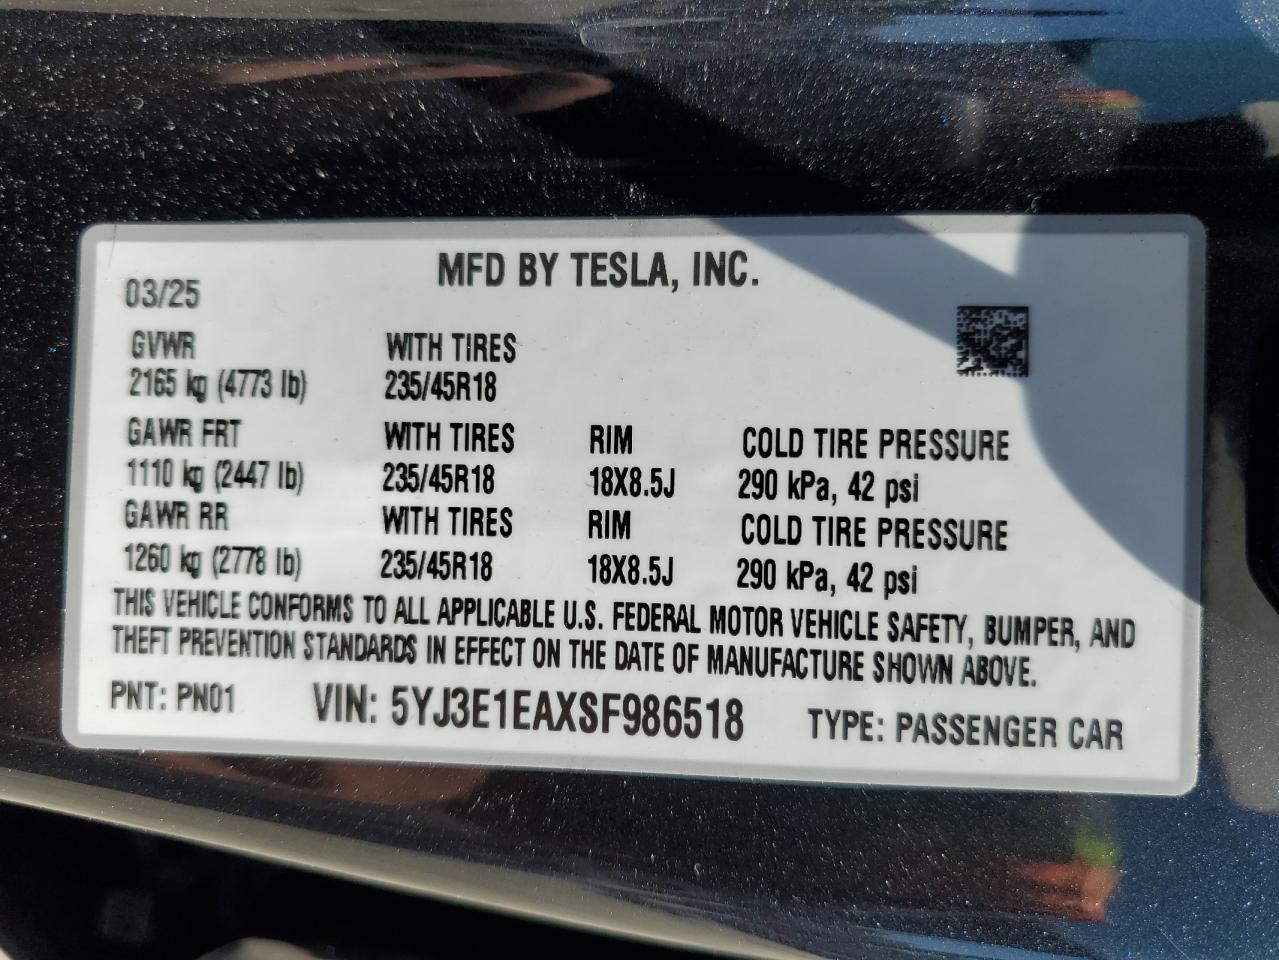 MFD BY TESLA, INC.
03/25
GVWR WITH TIRES
2165 kg (4773 lb) 235/45R18
GAWR FRT WITH TIRES RIM COLD TIRE PRESSURE
1110 kg (2447 lb) 235/45R18 18X8.5J 290 kPa, 42 psi
GAWR RR WITH TIRES RIM COLD TIRE PRESSURE
1260 kg (2778 lb) 235/45R18 18X8.5J 290 kPa, 42 psi
THIS VEHICLE CONFORMS TO ALL APPLICABLE U.S. FEDERAL MOTOR VEHICLE SAFETY, BUMPER, AND
THEFT PREVENTION STANDARDS IN EFFECT ON THE DATE OF MANUFACTURE SHOWN ABOVE.
PNT: PN01 VIN: 5YJ3E1EAXSF986518 TYPE: PASSENGER CAR